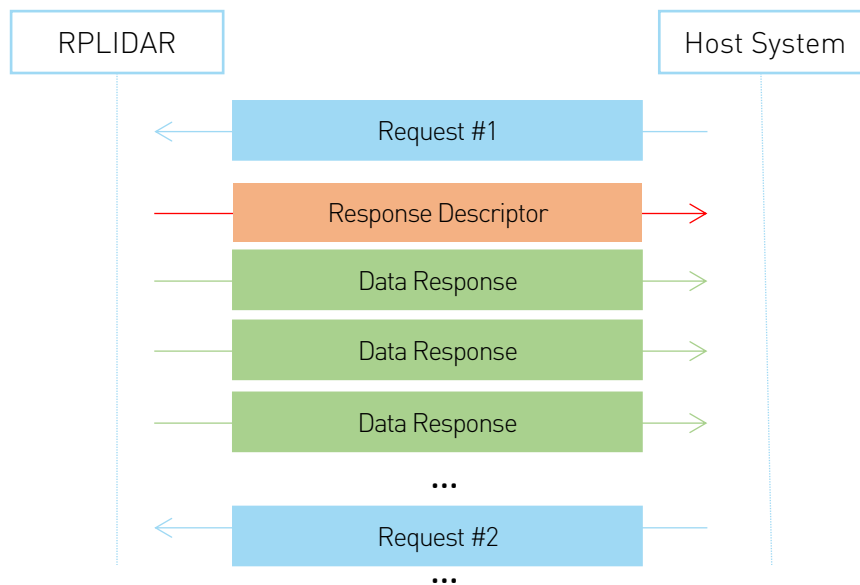 RPLIDAR
Host System
Request #1
Response Descriptor
Data Response
Data Response
Data Response
...
Request #2
...